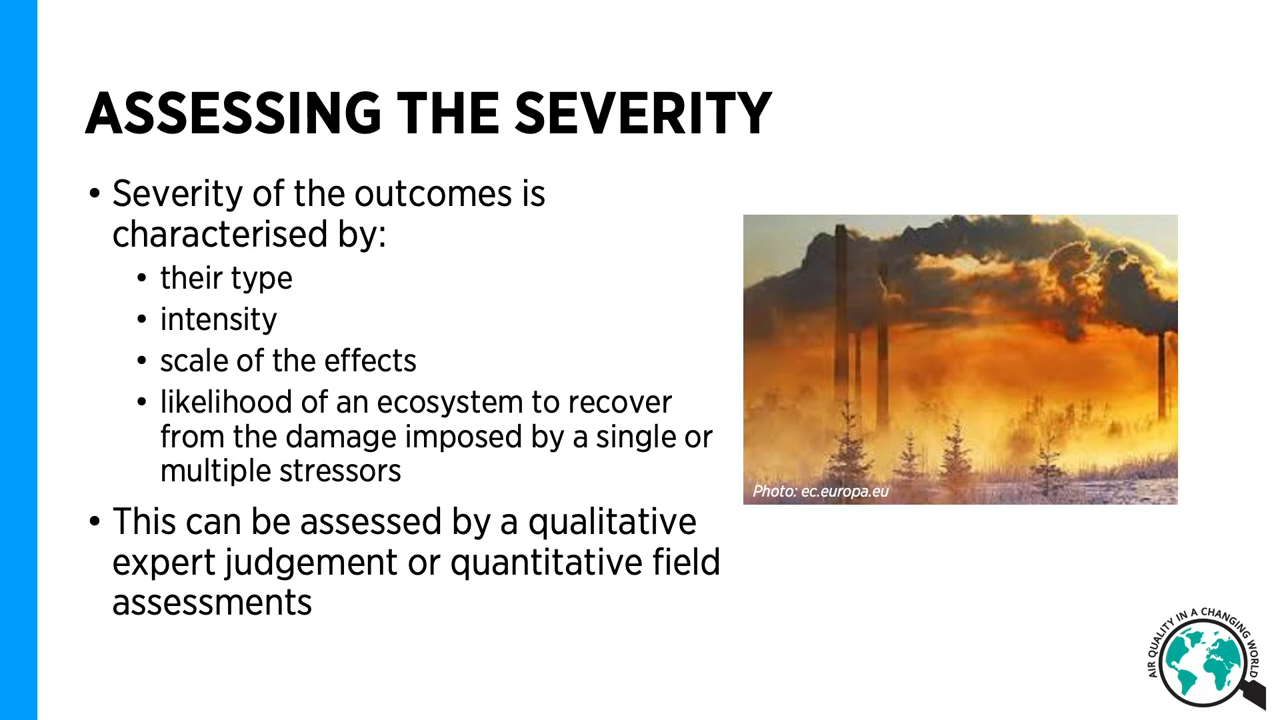 ASSESSING THE SEVERITY
• Severity of the outcomes is
characterised by:
• their type
• intensity
• scale of the effects
• likelihood of an ecosystem to recover
from the damage imposed by a single or
multiple stressors
• This can be assessed by a qualitative
expert judgement or quantitative field
assessments
Photo: ec.europa.eu
AIR QUALITY IN A CHANGING WORLD